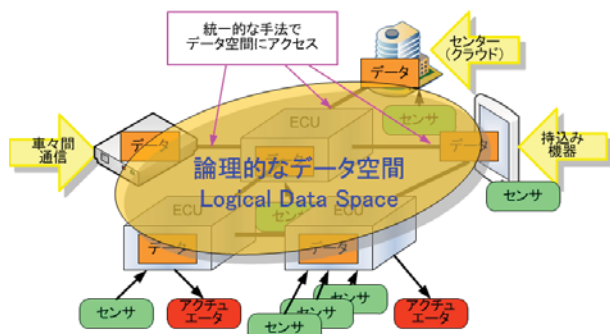 統一的な手法で
データ空間にアクセス
センター
(クラウド)
データ
ECU
センサ
車々間
通信
データ
データ
持込み
機器
論理的なデータ空間
データ
Logical Data Space
センサ
ECU
センサ
ECU
データ
データ
センサ
アクチュ
エータ
センサ
センサ
センサ
アクチュ
エータ